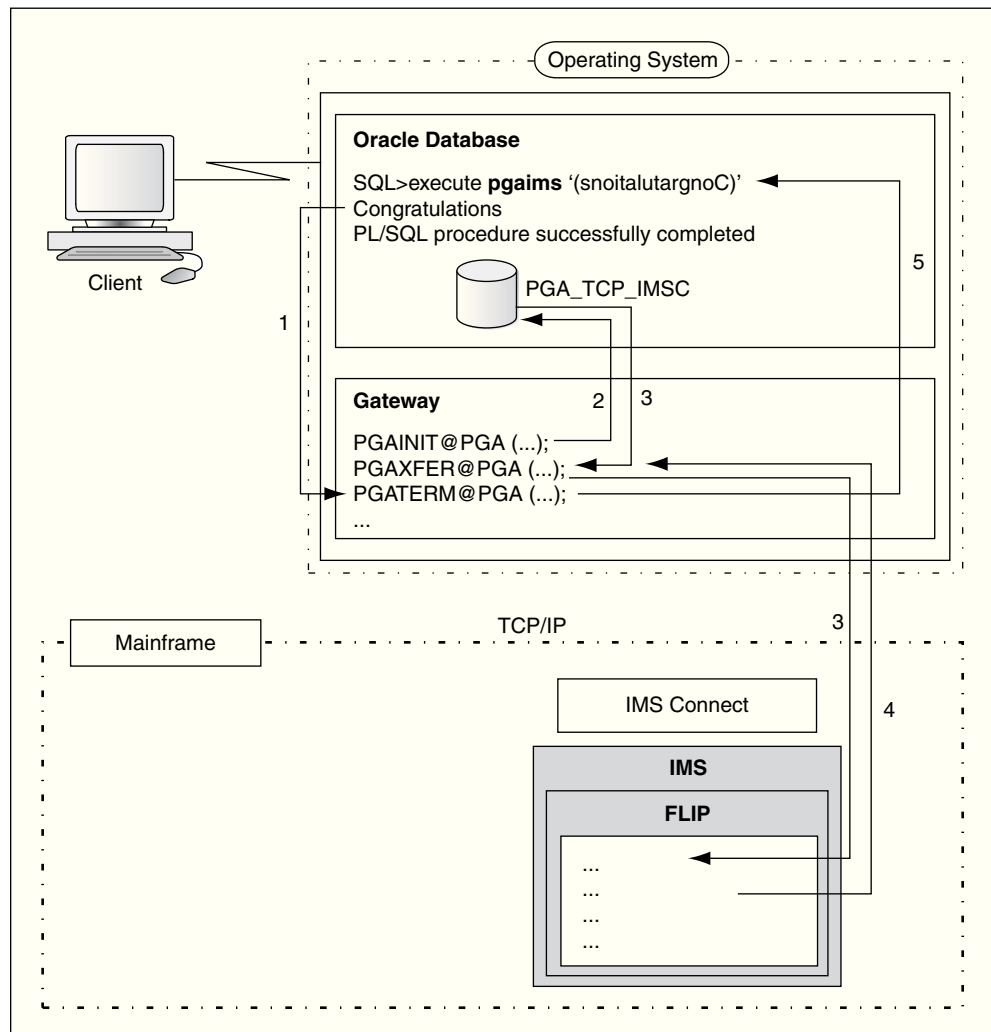 Operating System
Oracle Database
SQL>execute pgaims ‘(snoitalutargnoC)’
Congratulations
PL/SQL procedure successfully completed
Client
PGA_TCP_IMSC
5
1
Gateway
2
3
PGAINIT@PGA (...);
PGAXFER@PGA (...);
PGATERM@PGA (...);
...
TCP/IP
3
Mainframe
IMS Connect
4
IMS
FLIP
...
...
...
...